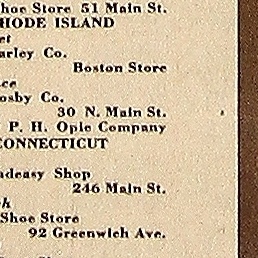 hoe Store 51 Main St.
HODE ISLAND
et
arley Co.
Boston Store
ce
osby Co.
30 N. Main St.
P. H. Opie Company
CONNECTICUT
adeasy Shop
246 Main St.
k
Shoe Store
92 Greenwich Ave.